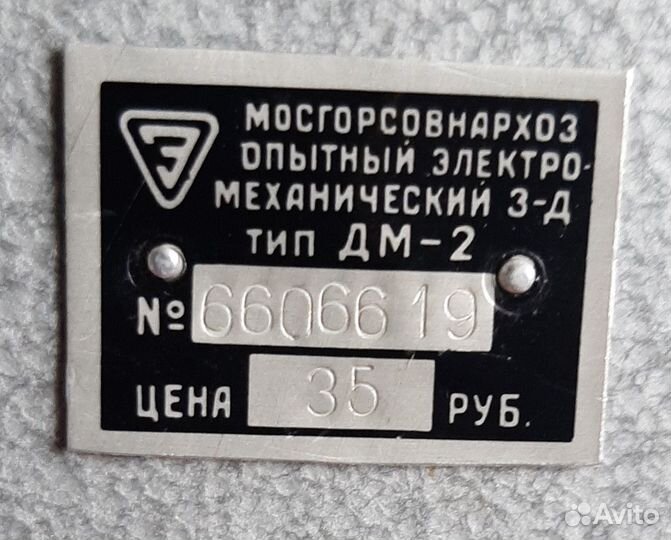 Э
МОСГОРСОВНАРХОЗ
ОПЫТНЫЙ ЭЛЕКТРО-
МЕХАНИЧЕСКИЙ З-Д
ТИП ДМ-2
№ 6606619
ЦЕНА 35 РУБ.
Avito